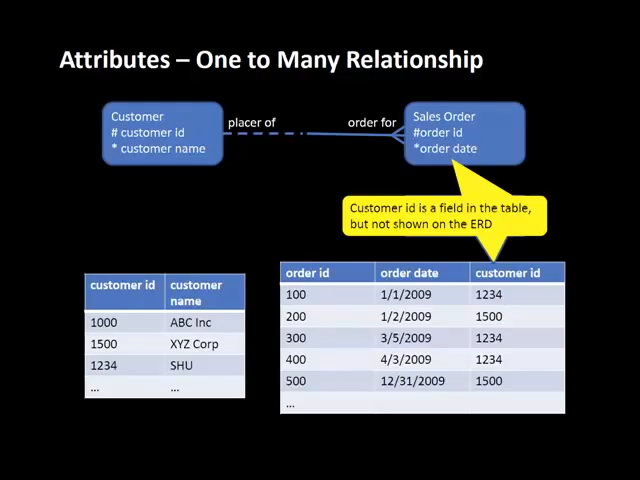 Attributes – One to Many Relationship
Customer
# customer id
* customer name
placer of
order for
Sales Order
#order id
*order date
Customer id is a field in the table,
but not shown on the ERD
customer id customer name
1000 ABC Inc
1500 XYZ Corp
1234 SHU
... ...
order id order date customer id
100 1/1/2009 1234
200 1/2/2009 1500
300 3/5/2009 1234
400 4/3/2009 1234
500 12/31/2009 1500
...